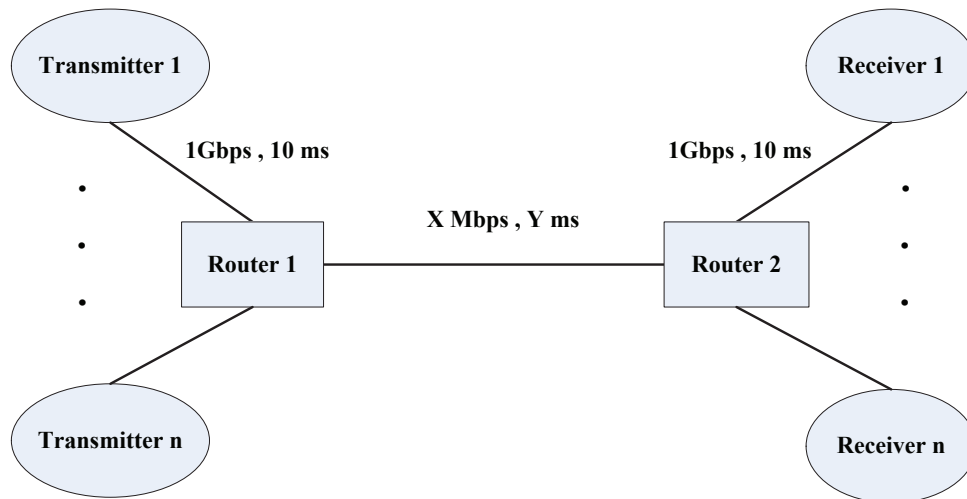 Transmitter 1
Receiver 1
1Gbps , 10 ms
1Gbps , 10 ms
X Mbps , Y ms
Router 1
Router 2
Transmitter n
Receiver n